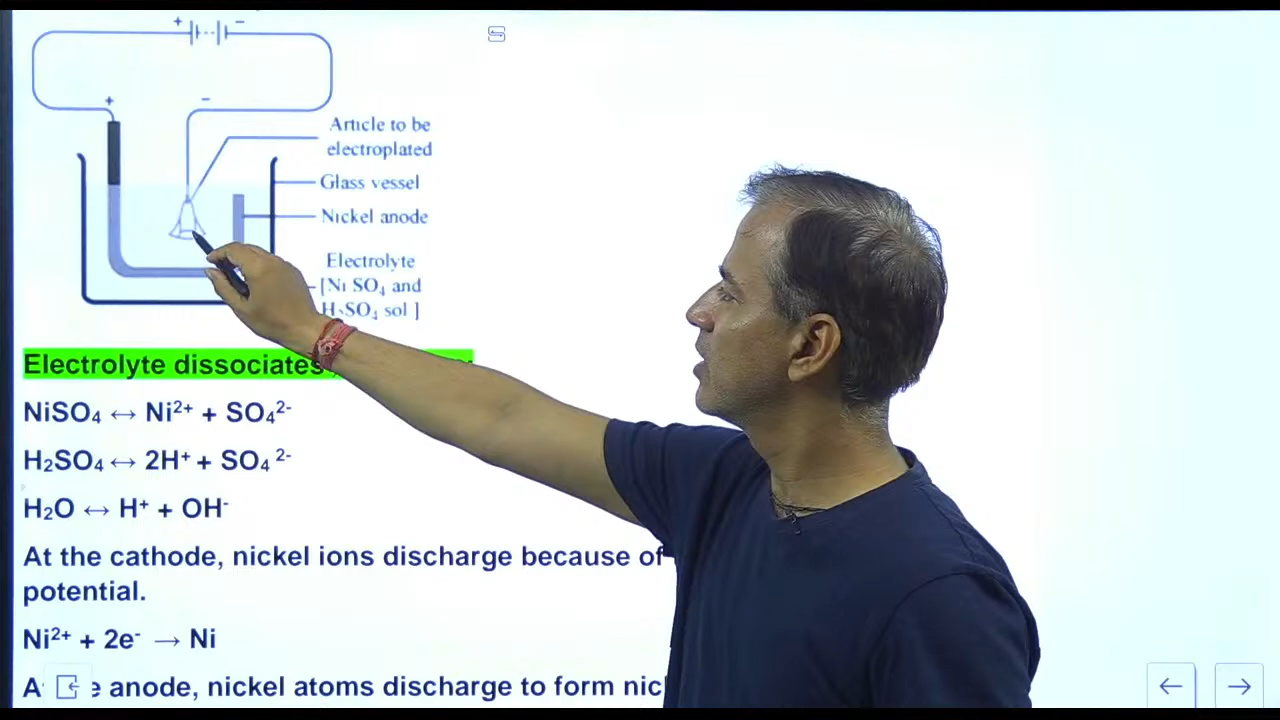 + −
+ −
Article to be
electroplated
Glass vessel
Nickel anode
Electrolyte
[Ni SO₄ and
H₂SO₄ sol ]
Electrolyte dissociates
NiSO₄ ↔ Ni²⁺ + SO₄²⁻
H₂SO₄ ↔ 2H⁺ + SO₄ ²⁻
H₂O ↔ H⁺ + OH⁻
At the cathode, nickel ions discharge because of
potential.
Ni²⁺ + 2e⁻ → Ni
anode, nickel atoms discharge to form